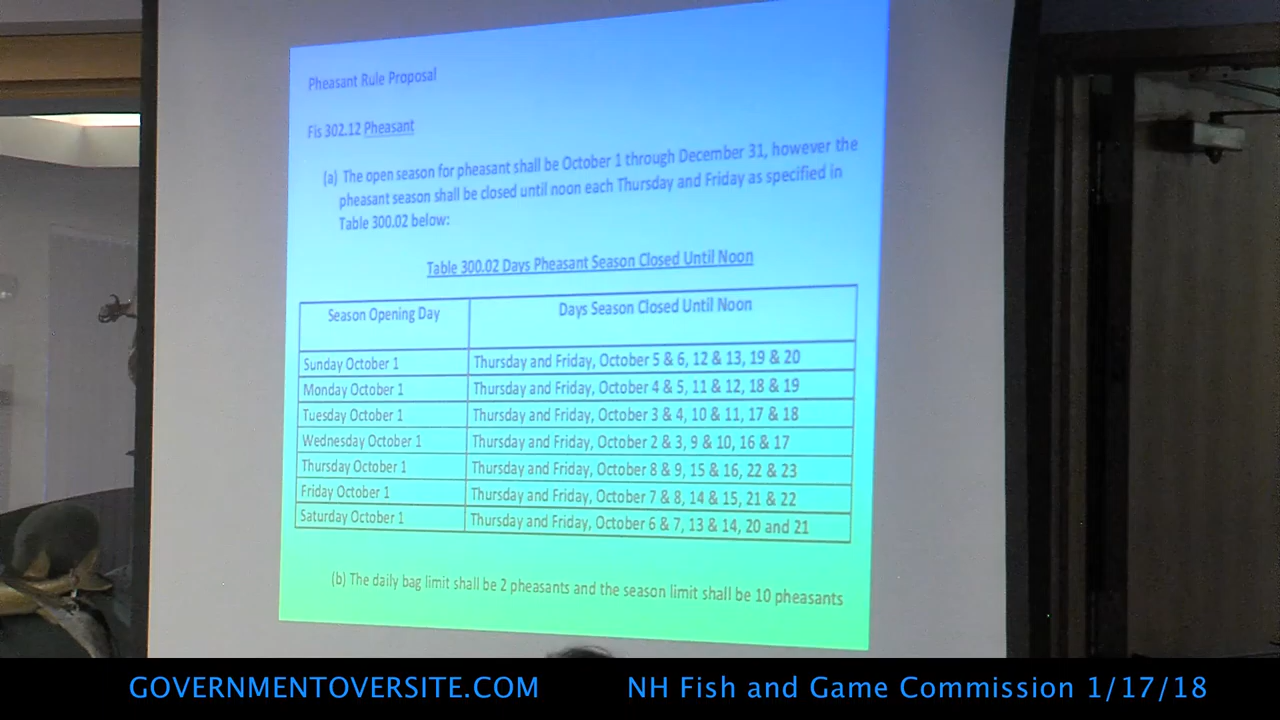 Pheasant Rule Proposal
Fis 302.12 Pheasant
(a) The open season for pheasant shall be October 1 through December 31, however the
pheasant season shall be closed until noon each Thursday and Friday as specified in
Table 300.02 below:
Table 300.02 Days Pheasant Season Closed Until Noon
Season Opening Day Days Season Closed Until Noon
Sunday October 1 Thursday and Friday, October 5 & 6, 12 & 13, 19 & 20
Monday October 1 Thursday and Friday, October 4 & 5, 11 & 12, 18 & 19
Tuesday October 1 Thursday and Friday, October 3 & 4, 10 & 11, 17 & 18
Wednesday October 1 Thursday and Friday, October 2 & 3, 9 & 10, 16 & 17
Thursday October 1 Thursday and Friday, October 8 & 9, 15 & 16, 22 & 23
Friday October 1 Thursday and Friday, October 7 & 8, 14 & 15, 21 & 22
Saturday October 1 Thursday and Friday, October 6 & 7, 13 & 14, 20 and 21
(b) The daily bag limit shall be 2 pheasants and the season limit shall be 10 pheasants
GOVERNMENTOVERSITE.COM NH Fish and Game Commission 1/17/18